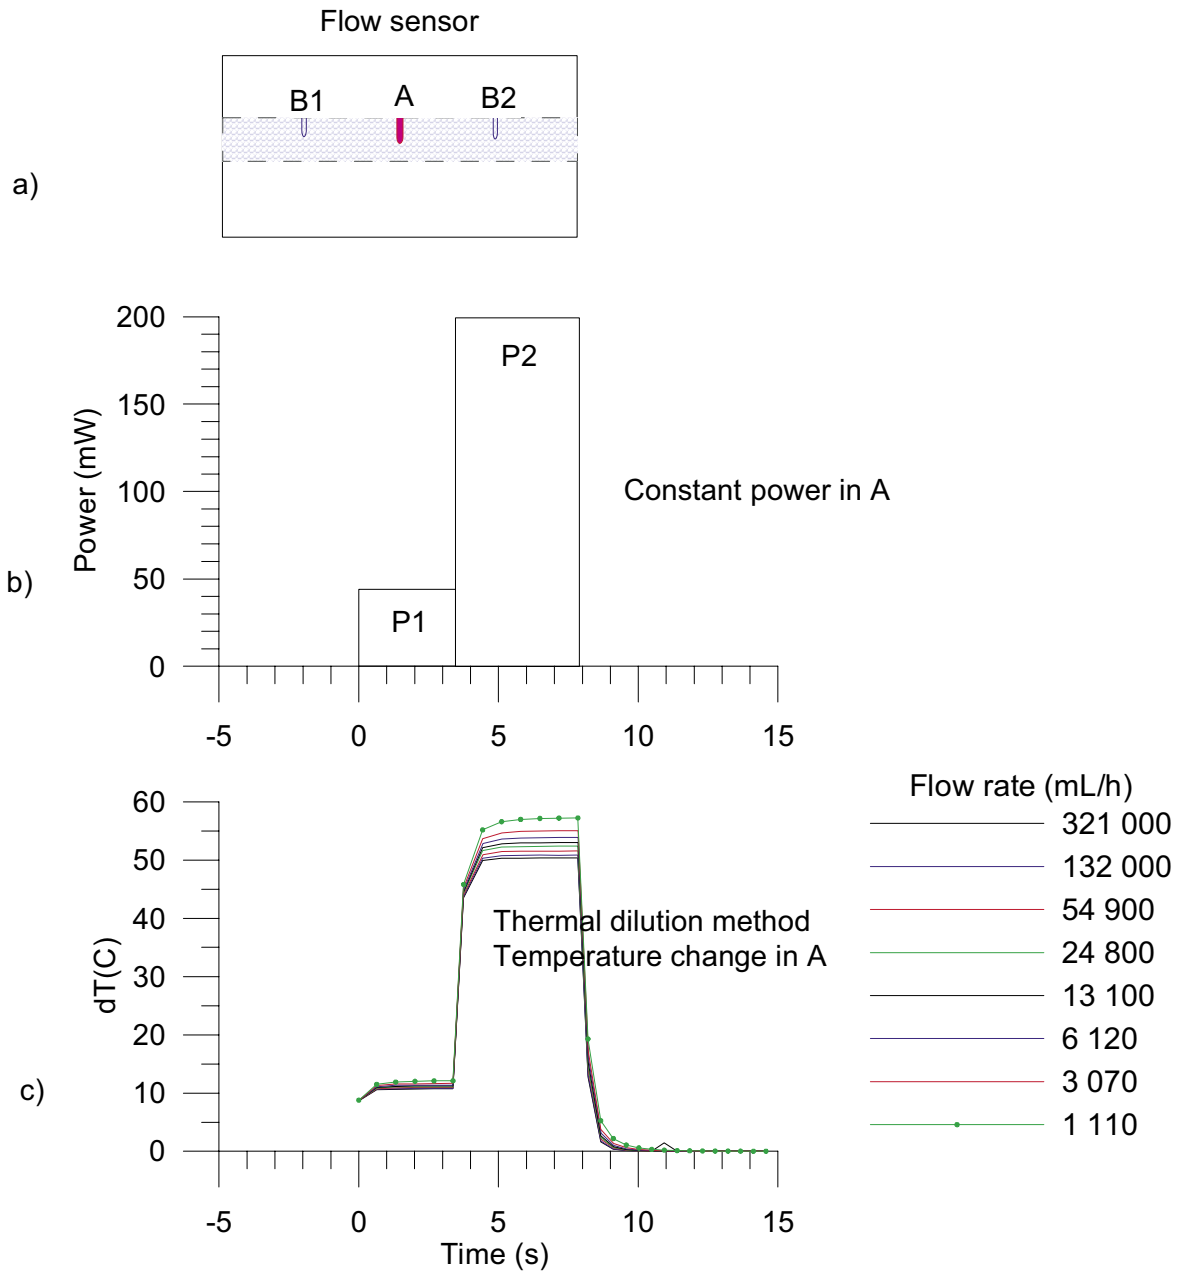 Flow sensor
B1
A
B2
a)
200
150
100
50
0
Power (mW)
P1
P2
Constant power in A
b)
-5
0
5
10
15
60
50
40
30
20
10
0
dT(C)
Thermal dilution method
Temperature change in A
c)
-5
0
5
10
15
Time (s)
Flow rate (mL/h)
321 000
132 000
54 900
24 800
13 100
6 120
3 070
1 110